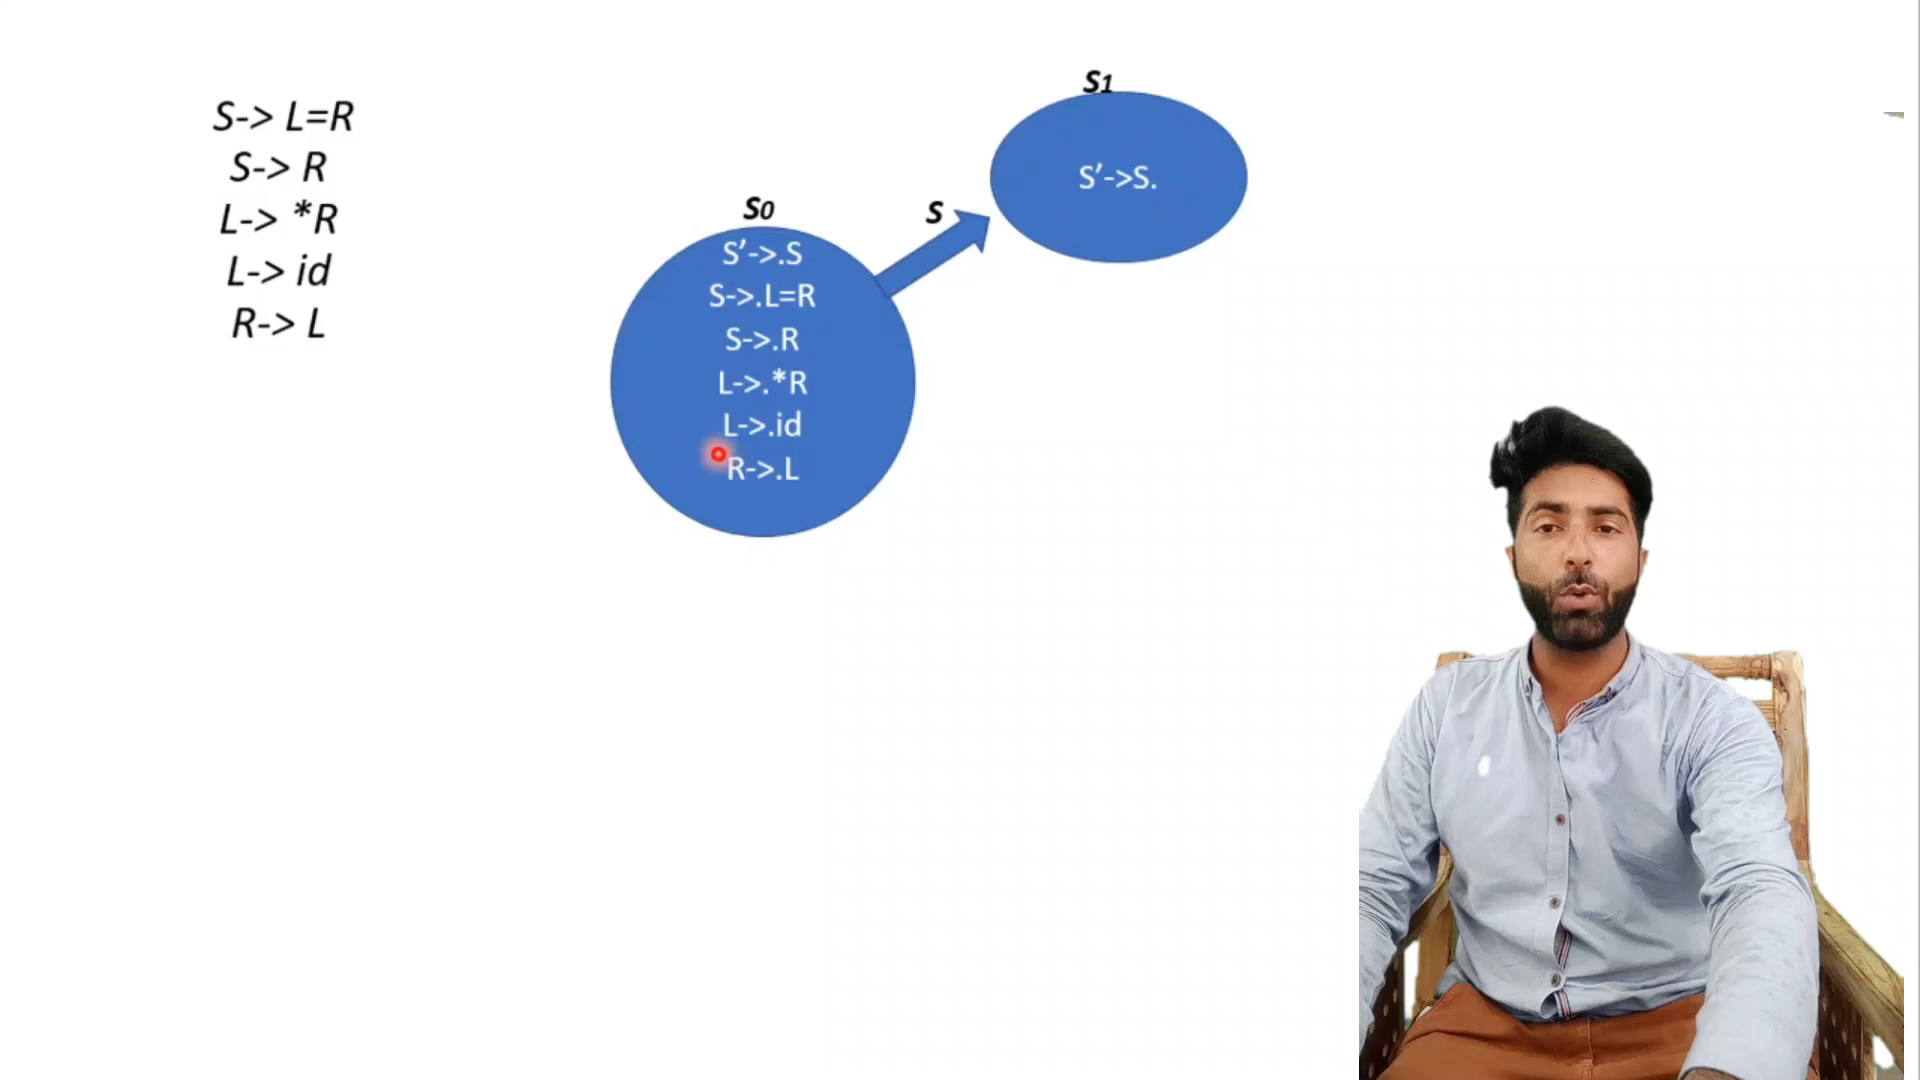 S-> L=R
S-> R
L-> *R
L-> id
R-> L
S0
S'->.S
S->.L=R
S->.R
L->.*R
L->.id
R->.L
S
S1
S'->S.